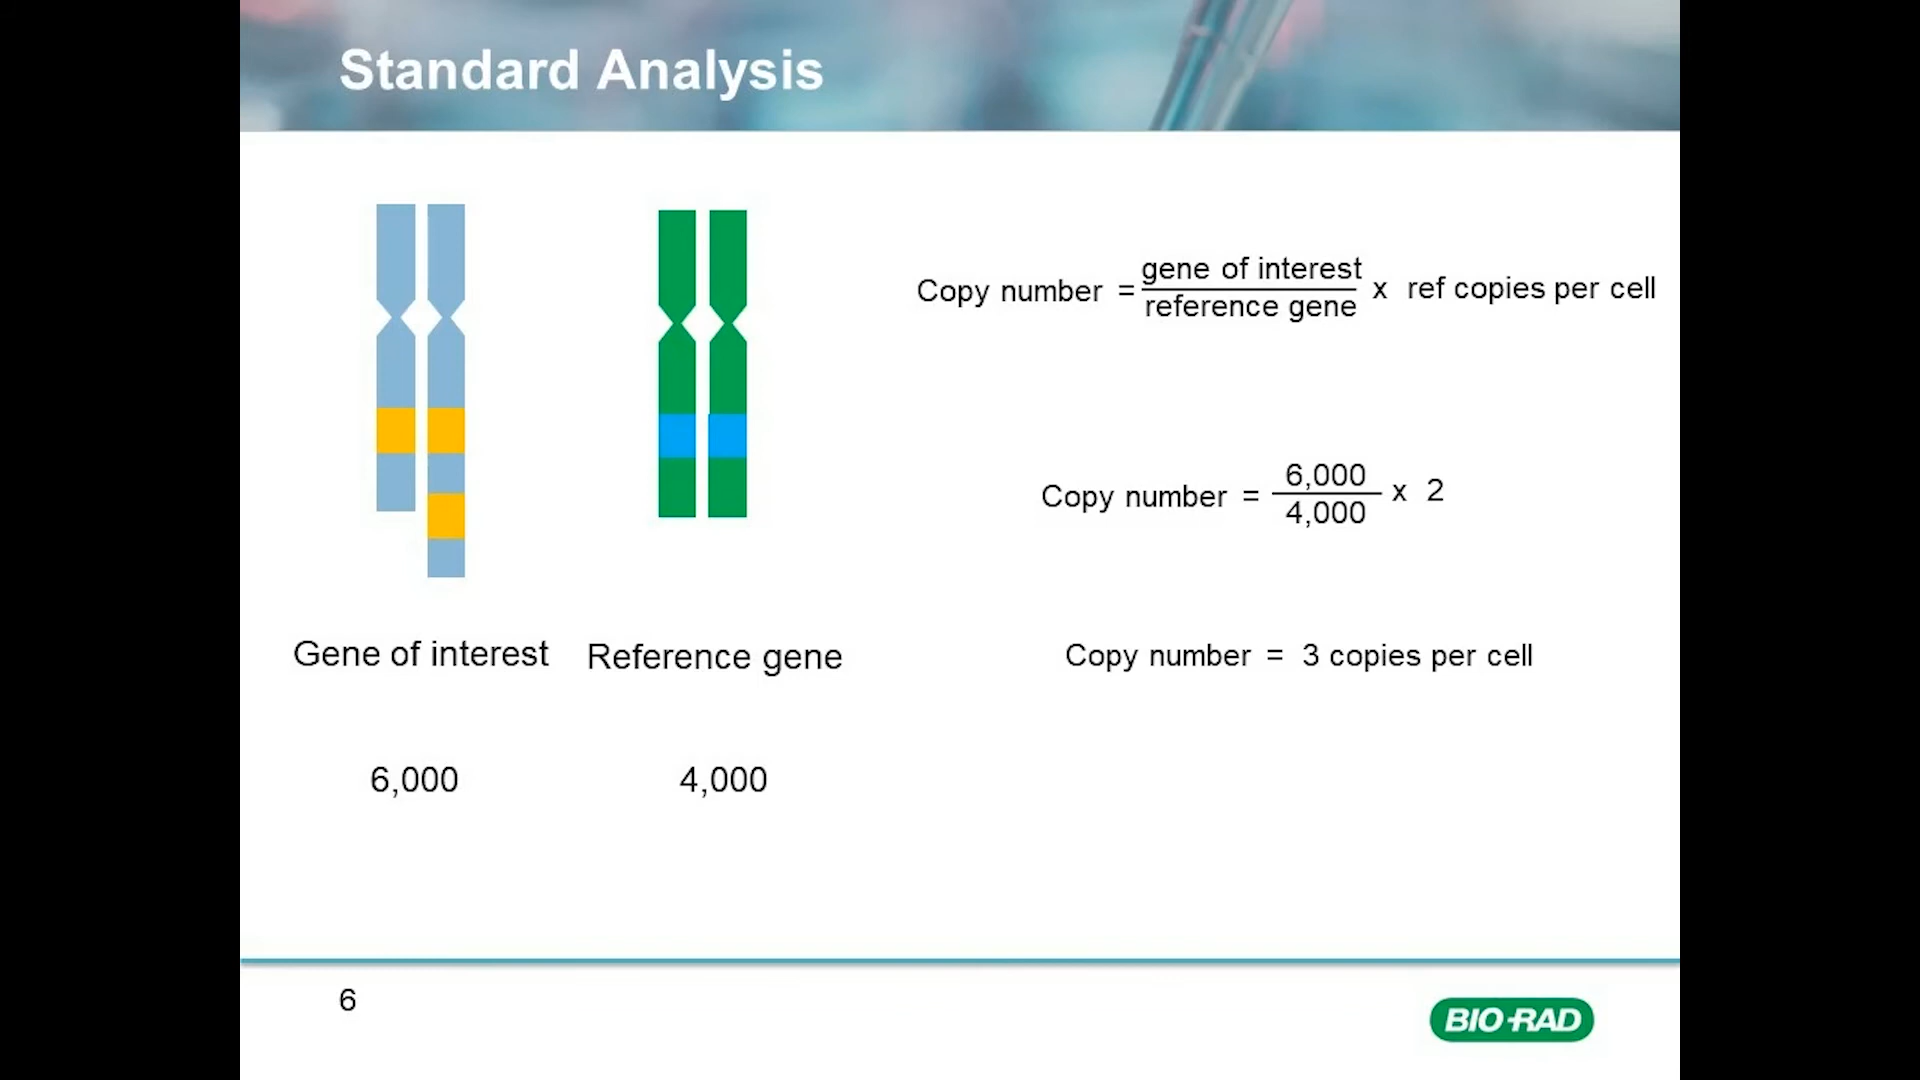 Standard Analysis
Copy number = gene of interest / reference gene x ref copies per cell
Copy number = 6,000 / 4,000 x 2
Copy number = 3 copies per cell
Gene of interest
Reference gene
6,000
4,000
6
BIO-RAD